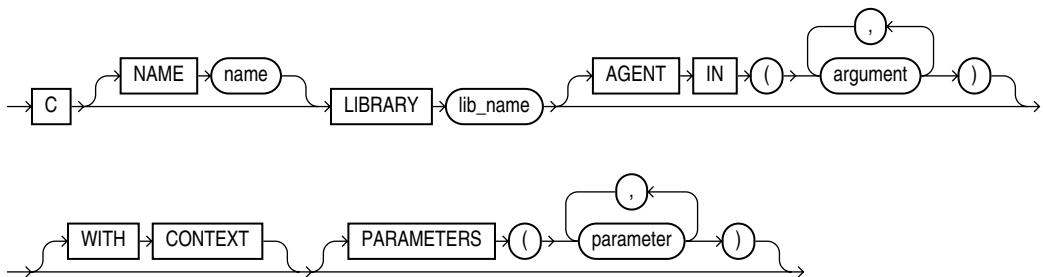 ,
NAME name AGENT IN ( argument )
C LIBRARY lib_name
,
WITH CONTEXT PARAMETERS ( parameter )